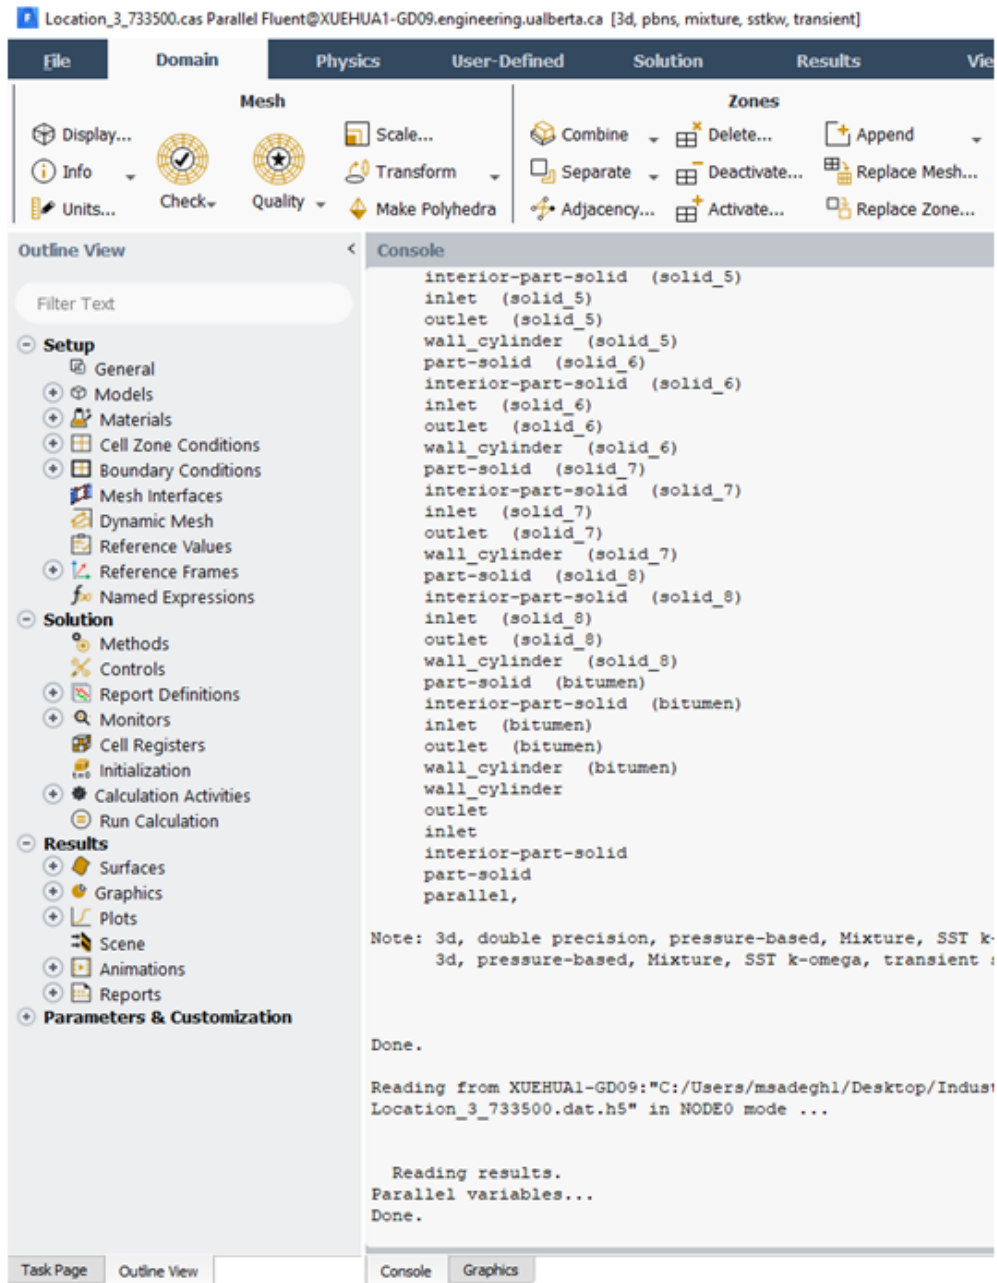 Location_3_733500.cas Parallel Fluent@XUEHUA1-GD09.engineering.ualberta.ca [3d, pbns, mixture, sstkw, transient]
File Domain Physics User-Defined Solution Results Vie
Mesh
Display...
Info
Units...
Check
Quality
Scale...
Transform
Make Polyhedra
Zones
Combine
Separate
Adjacency...
Delete...
Deactivate...
Activate...
Append
Replace Mesh...
Replace Zone...
Outline View <
Filter Text
Setup
General
Models
Materials
Cell Zone Conditions
Boundary Conditions
Mesh Interfaces
Dynamic Mesh
Reference Values
Reference Frames
Named Expressions
Solution
Methods
Controls
Report Definitions
Monitors
Cell Registers
Initialization
Calculation Activities
Run Calculation
Results
Surfaces
Graphics
Plots
Scene
Animations
Reports
Parameters & Customization
Task Page
Outline View
Console
interior-part-solid (solid_5)
inlet (solid_5)
outlet (solid_5)
wall_cylinder (solid_5)
part-solid (solid_6)
interior-part-solid (solid_6)
inlet (solid_6)
outlet (solid_6)
wall_cylinder (solid_6)
part-solid (solid_7)
interior-part-solid (solid_7)
inlet (solid_7)
outlet (solid_7)
wall_cylinder (solid_7)
part-solid (solid_8)
interior-part-solid (solid_8)
inlet (solid_8)
outlet (solid_8)
wall_cylinder (solid_8)
part-solid (bitumen)
interior-part-solid (bitumen)
inlet (bitumen)
outlet (bitumen)
wall_cylinder (bitumen)
wall_cylinder
outlet
inlet
interior-part-solid
part-solid
parallel,
Note: 3d, double precision, pressure-based, Mixture, SST k-
3d, pressure-based, Mixture, SST k-omega, transient
Done.
Reading from XUEHUA1-GD09:"C:/Users/msadegh1/Desktop/Indust
Location_3_733500.dat.h5" in NODE0 mode ...
Reading results.
Parallel variables...
Done.
Console
Graphics